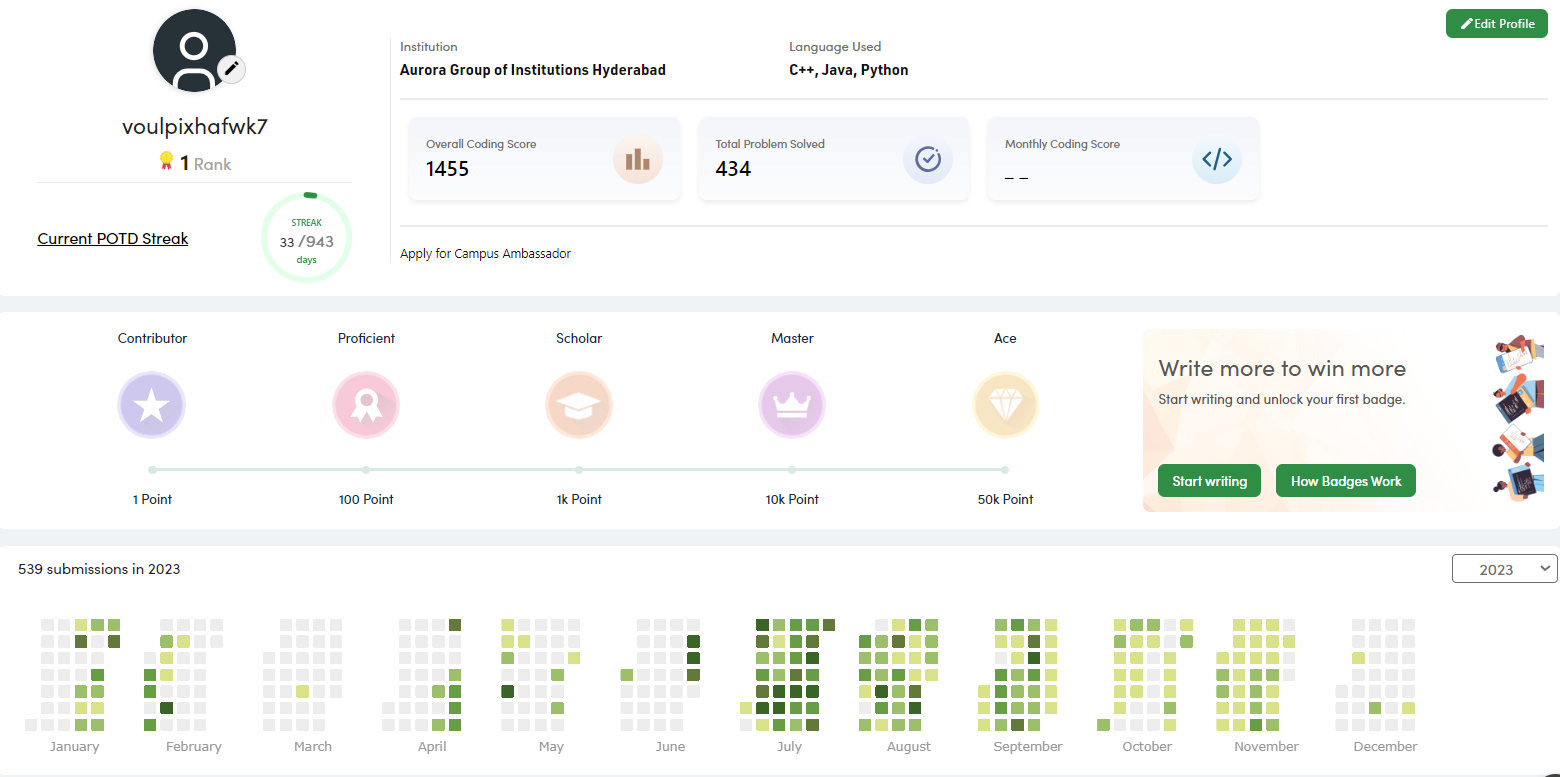 Edit Profile
Institution
Aurora Group of Institutions Hyderabad
Language Used
C++, Java, Python
voulpixhafwk7
1 Rank
Current POTD Streak
STREAK
33 /943
days
Overall Coding Score
1455
Total Problem Solved
434
Monthly Coding Score
_ _
Apply for Campus Ambassador
Contributor
Proficient
Scholar
Master
Ace
1 Point
100 Point
1k Point
10k Point
50k Point
Write more to win more
Start writing and unlock your first badge.
Start writing
How Badges Work
539 submissions in 2023
2023
January
February
March
April
May
June
July
August
September
October
November
December